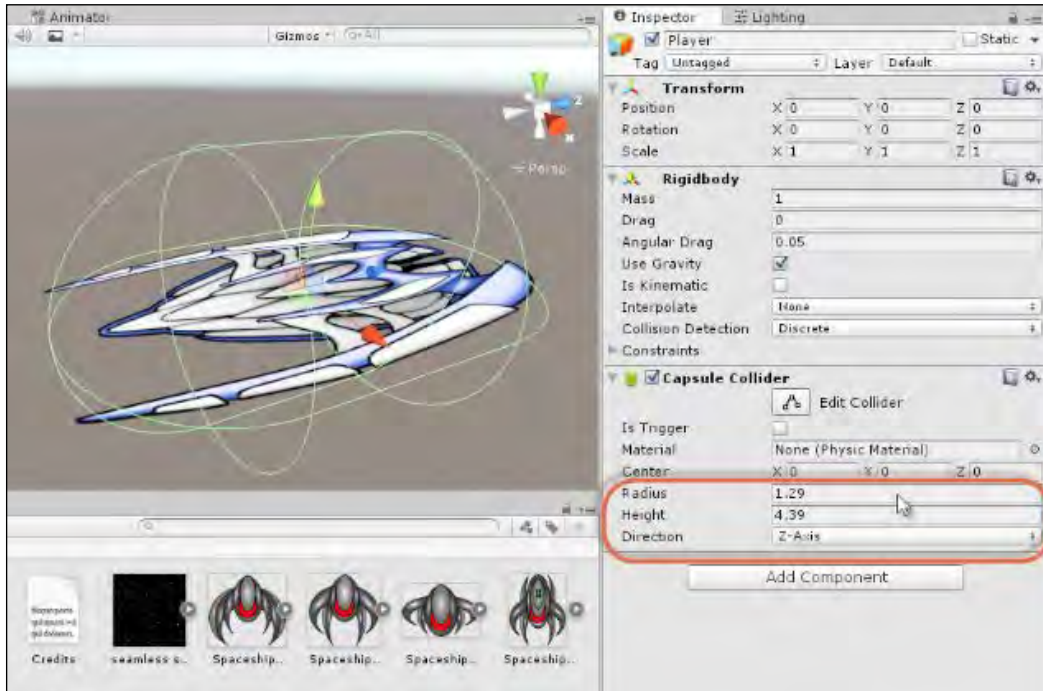 Animator
Gizmos
All
Persp
z
x
Credits
seamless s..
Spaceship..
Spaceship..
Spaceship..
Spaceship..
Inspector
Lighting
Player
Static
Tag Untagged Layer Default
Transform
Position X 0 Y 0 Z 0
Rotation X 0 Y 0 Z 0
Scale X 1 Y 1 Z 1
Rigidbody
Mass 1
Drag 0
Angular Drag 0.05
Use Gravity
Is Kinematic
Interpolate None
Collision Detection Discrete
Constraints
Capsule Collider
Edit Collider
Is Trigger
Material None (Physic Material)
Center X 0 Y 0 Z 0
Radius 1.29
Height 4.39
Direction Z-Axis
Add Component